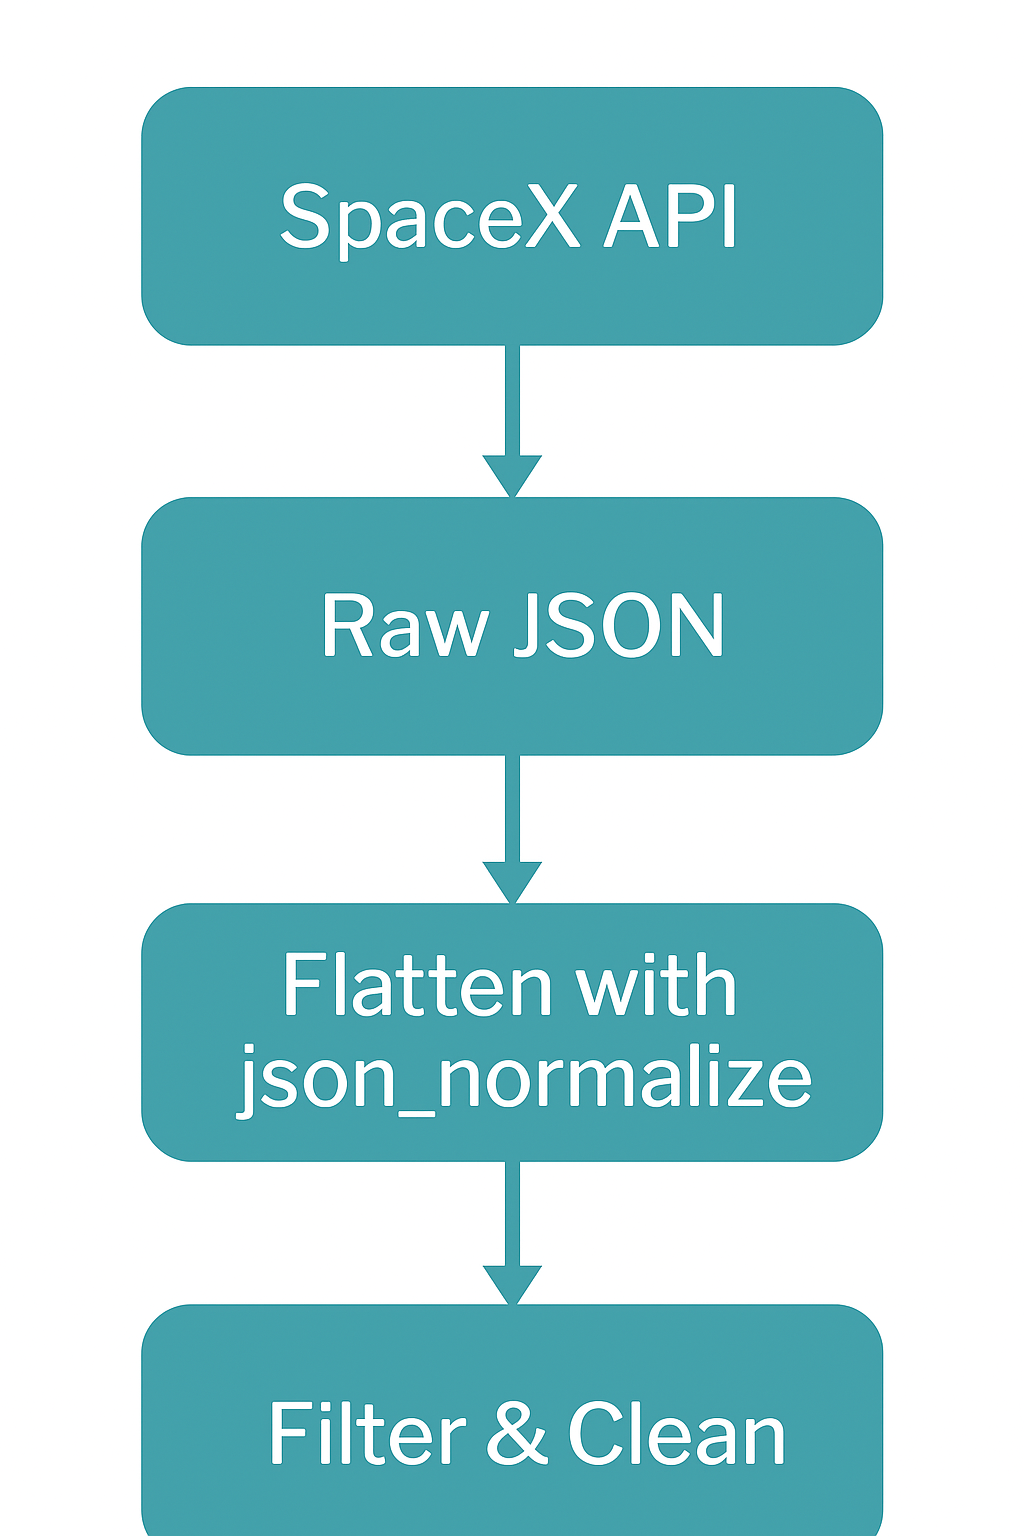 SpaceX API
Raw JSON
Flatten with
json_normalize
Filter & Clean